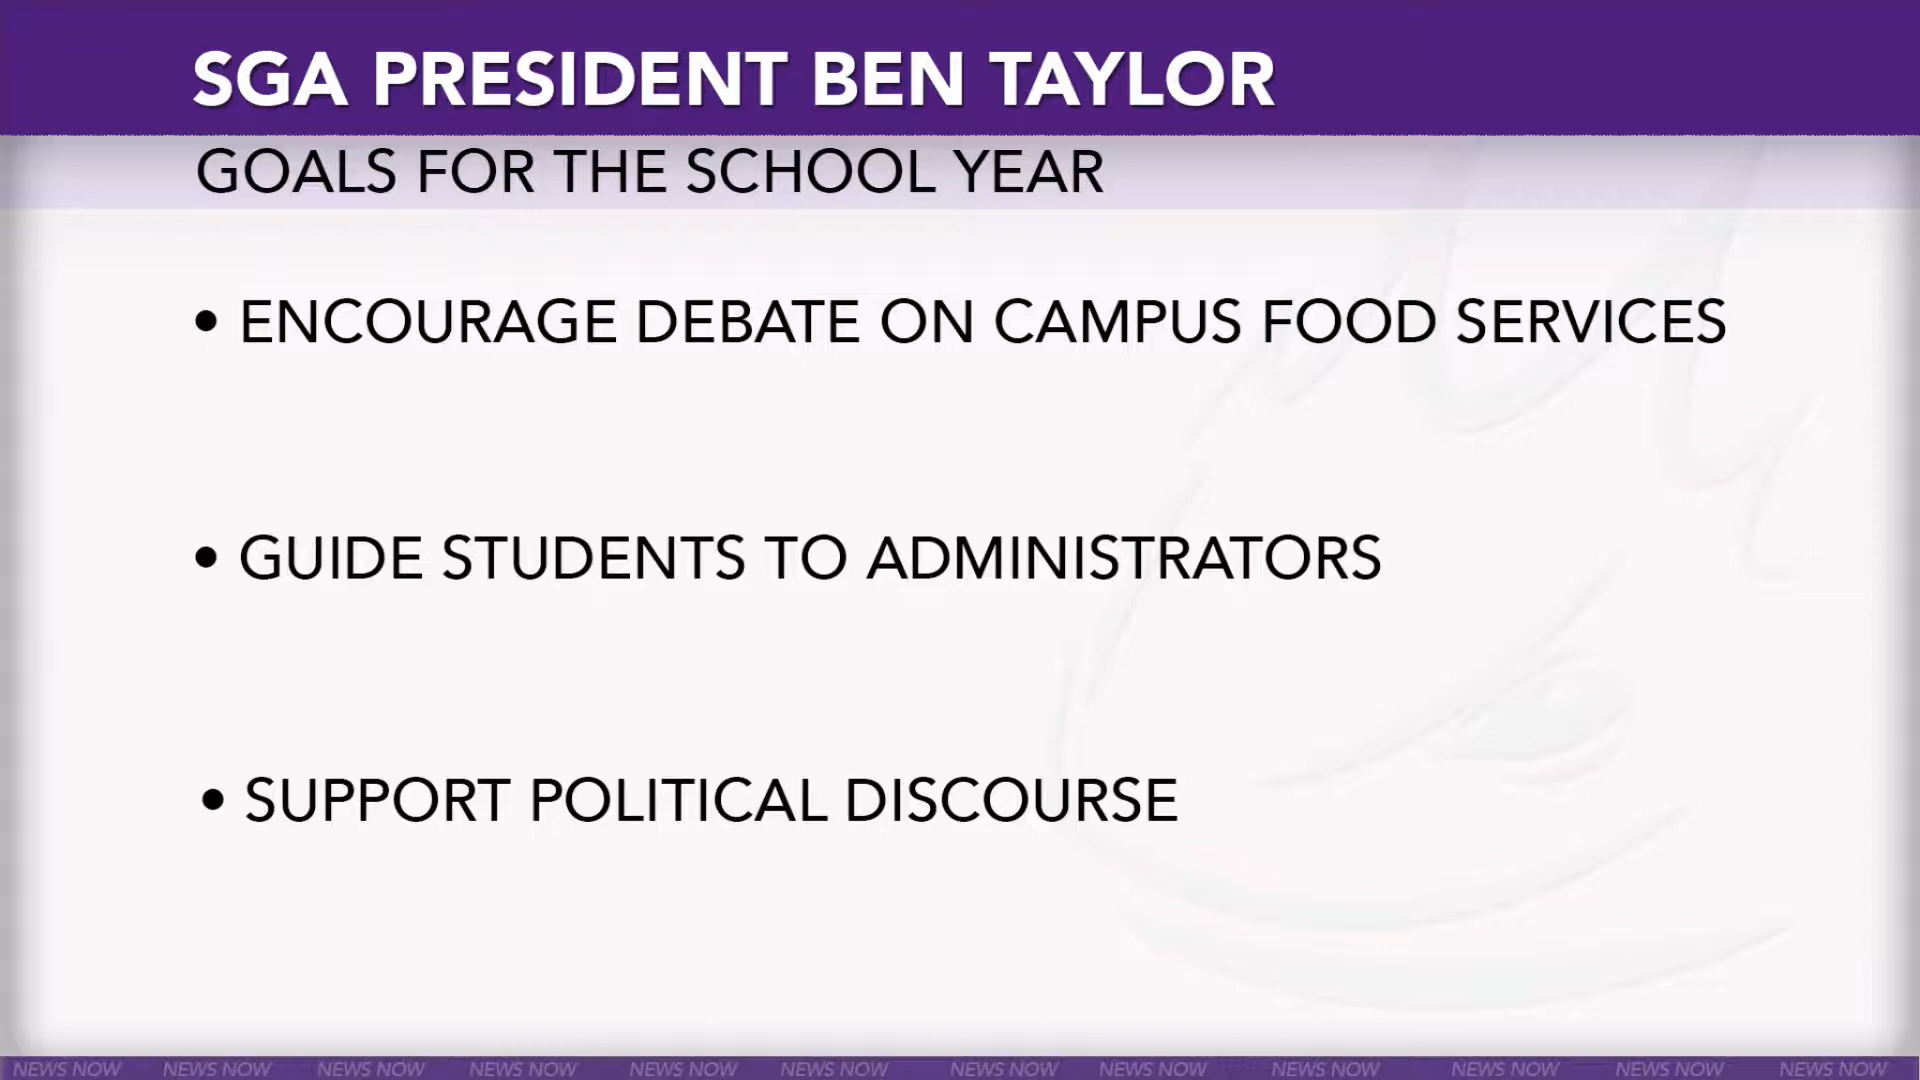 SGA PRESIDENT BEN TAYLOR
GOALS FOR THE SCHOOL YEAR
• ENCOURAGE DEBATE ON CAMPUS FOOD SERVICES
• GUIDE STUDENTS TO ADMINISTRATORS
• SUPPORT POLITICAL DISCOURSE
NEWS NOW NEWS NOW NEWS NOW NEWS NOW NEWS NOW NEWS NOW NEWS NOW NEWS NOW NEWS NOW NEWS NOW NEWS NOW NEWS NOW